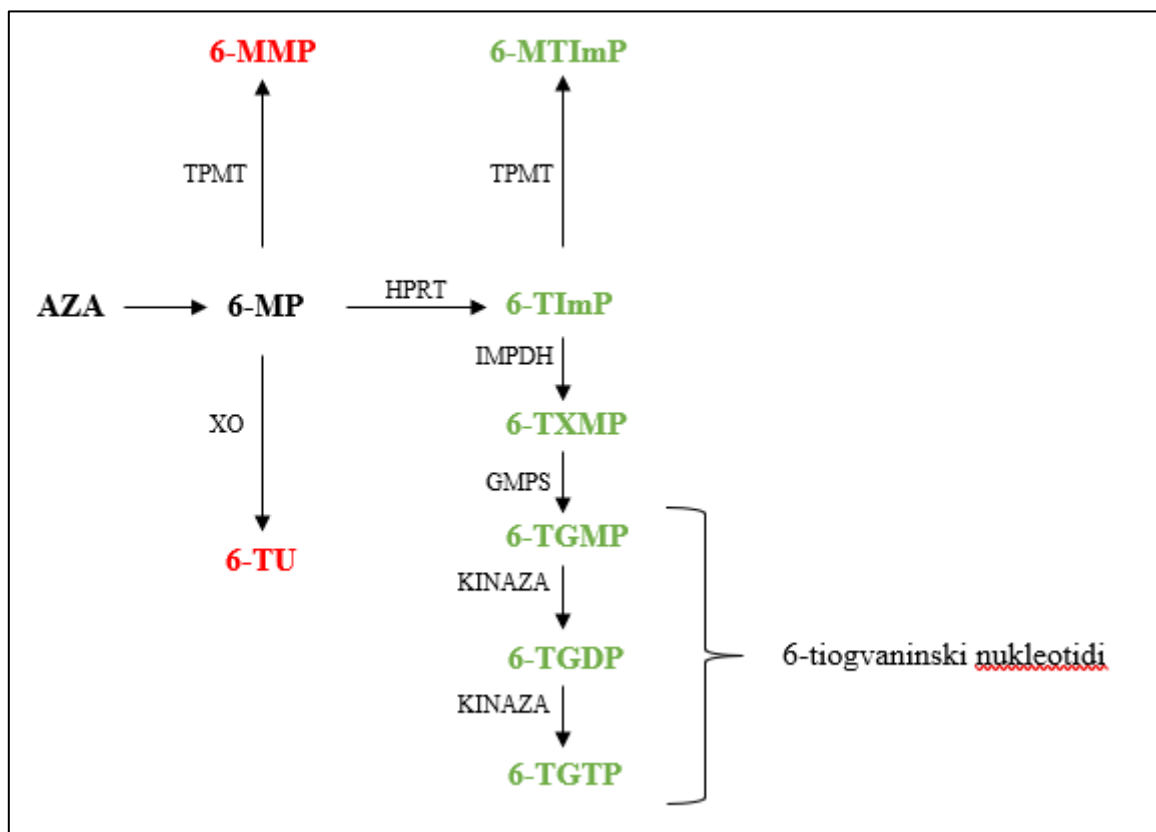 6-MMP
6-MTImP
TPMT
TPMT
AZA
6-MP
HPRT
6-TImP
IMPDH
XO
6-TXMP
GMPS
6-TU
6-TGMP
KINAZA
6-TGDP
6-tiogvaninski nukleotidi
KINAZA
6-TGTP